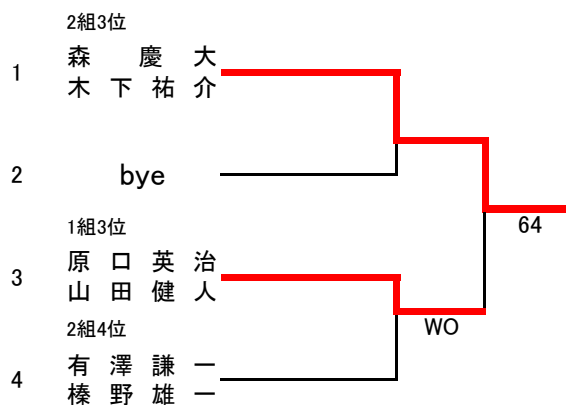 2組3位
1
森 慶 大
木 下 祐 介
2
bye
64
1組3位
3
原 口 英 治
山 田 健 人
WO
2組4位
4
有 澤 謙 一
榛 野 雄 一